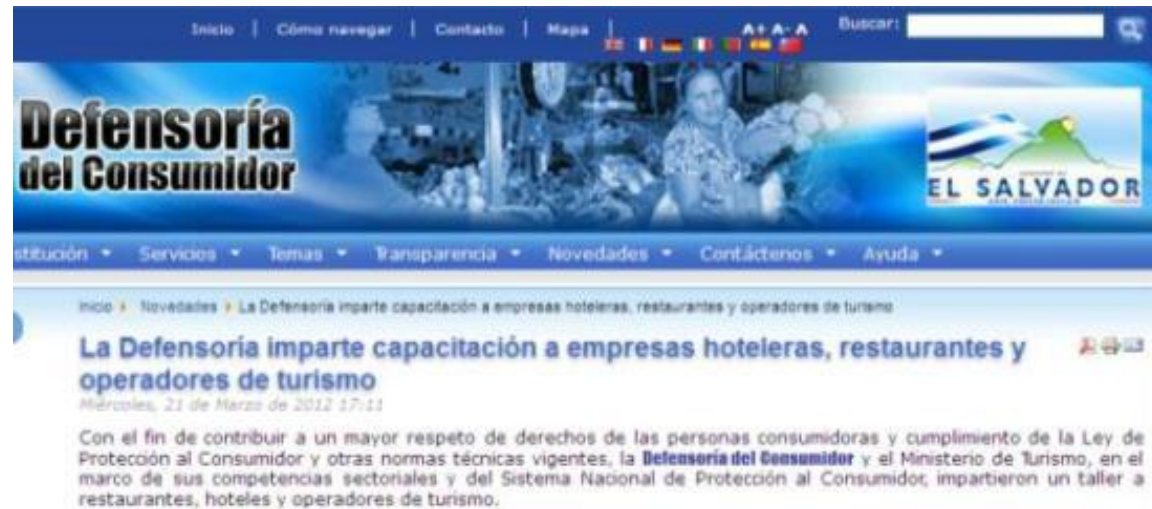 Inicio | Cómo navegar | Contacto | Mapa |
A+ A- A
Buscar:
Defensoría
del Consumidor
EL SALVADOR
stitución Servicios Temas Transparencia Novedades Contáctenos Ayuda
Inicio Novedades La Defensoría imparte capacitación a empresas hoteleras, restaurantes y operadores de turismo
La Defensoría imparte capacitación a empresas hoteleras, restaurantes y
operadores de turismo
Miércoles, 21 de Marzo de 2012 17:11
Con el fin de contribuir a un mayor respeto de derechos de las personas consumidoras y cumplimiento de la Ley de
Protección al Consumidor y otras normas técnicas vigentes, la Defensoría del Consumidor y el Ministerio de Turismo, en el
marco de sus competencias sectoriales y del Sistema Nacional de Protección al Consumidor, impartieron un taller a
restaurantes, hoteles y operadores de turismo.